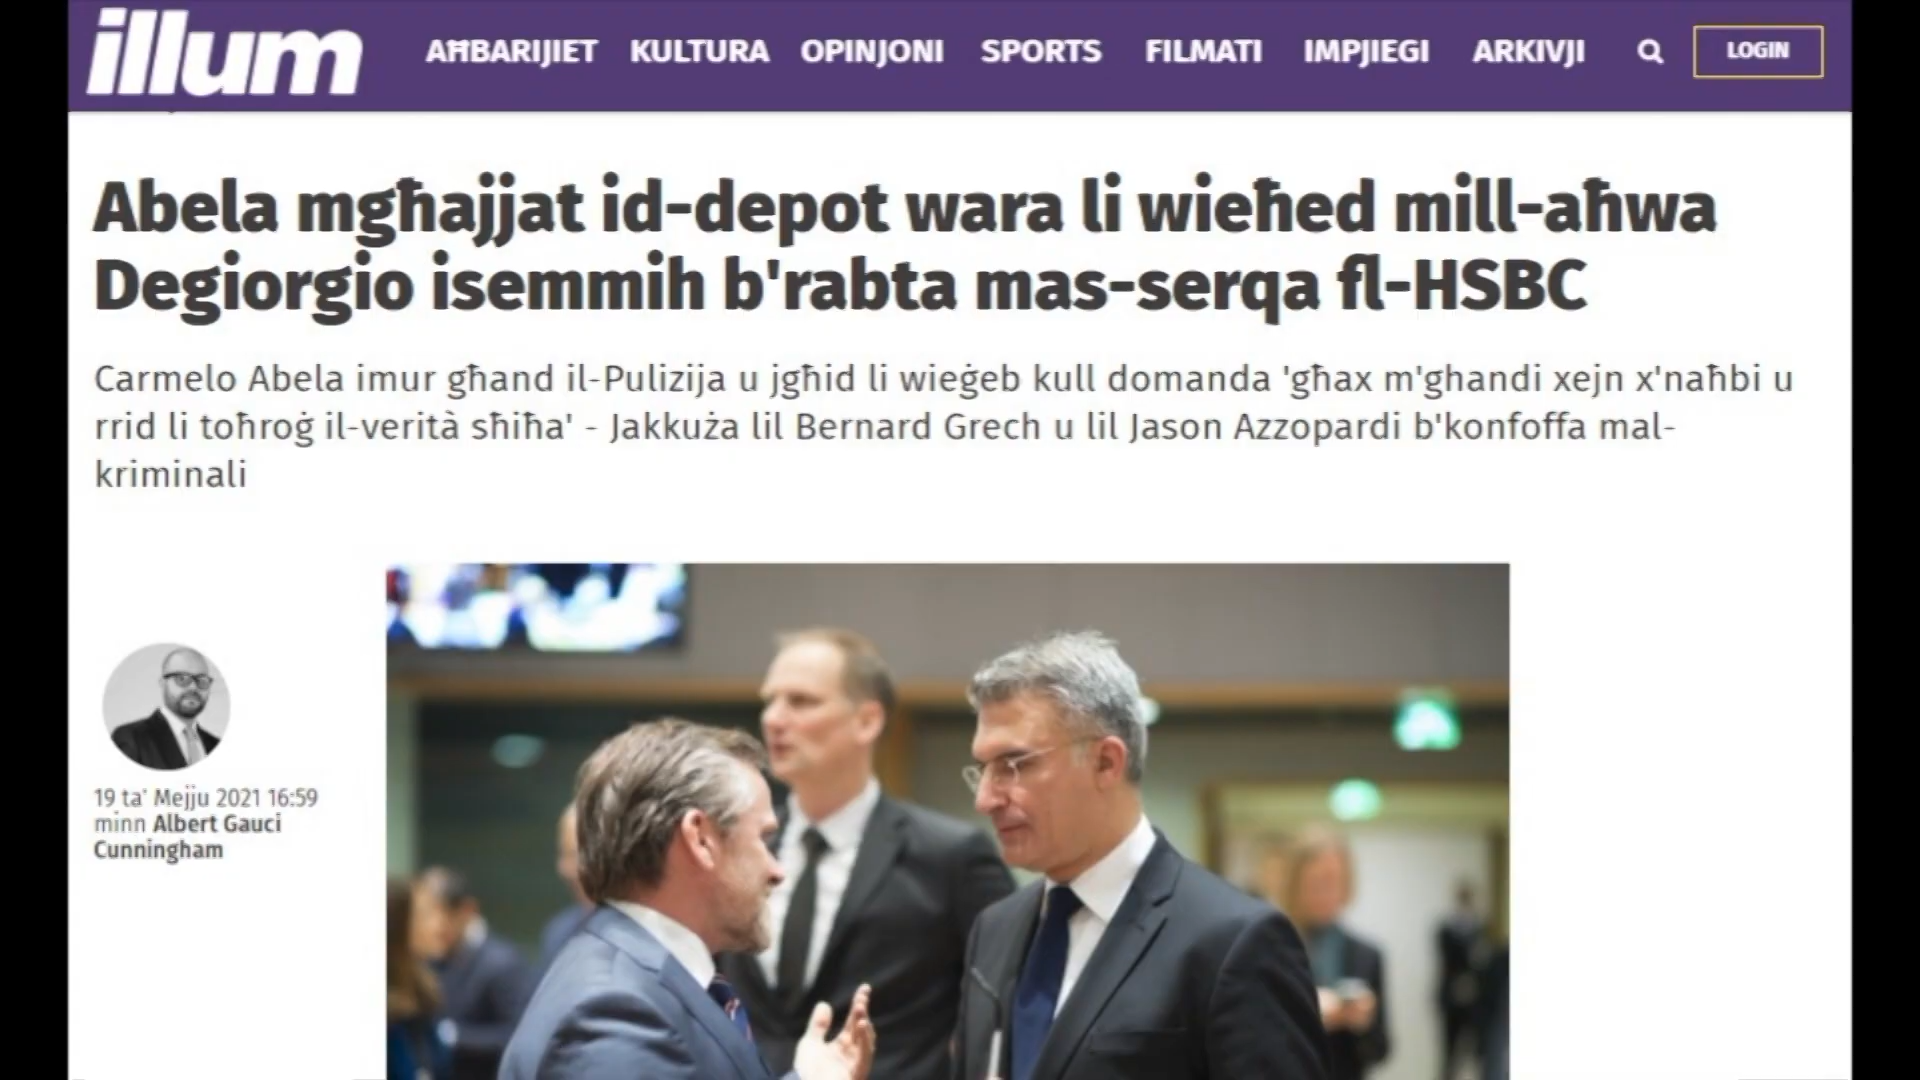 illum
AĦBARIJIET KULTURA OPINJONI SPORTS FILMATI IMPJIEGI ARKIVJI LOGIN
Abela mgħajjat id-depot wara li wieħed mill-aħwa
Degiorgio isemmih b'rabta mas-serqa fl-HSBC
Carmelo Abela imur għand il-Pulizija u jgħid li wieġeb kull domanda 'għax m'ghandi xejn x'naħbi u
rrid li toħroġ il-verità sħiħa' - Jakkuża lil Bernard Grech u lil Jason Azzopardi b'konfoffa mal-
kriminali
19 ta' Mejju 2021 16:59
minn Albert Gauci
Cunningham